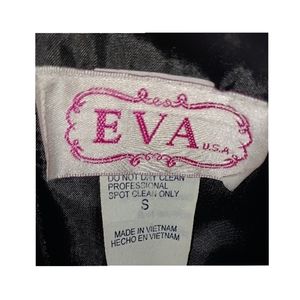 EVA
U.S.A.
DO NOT DRY CLEAN
PROFESSIONAL
SPOT CLEAN ONLY
S
MADE IN VIETNAM
HECHO EN VIETNAM